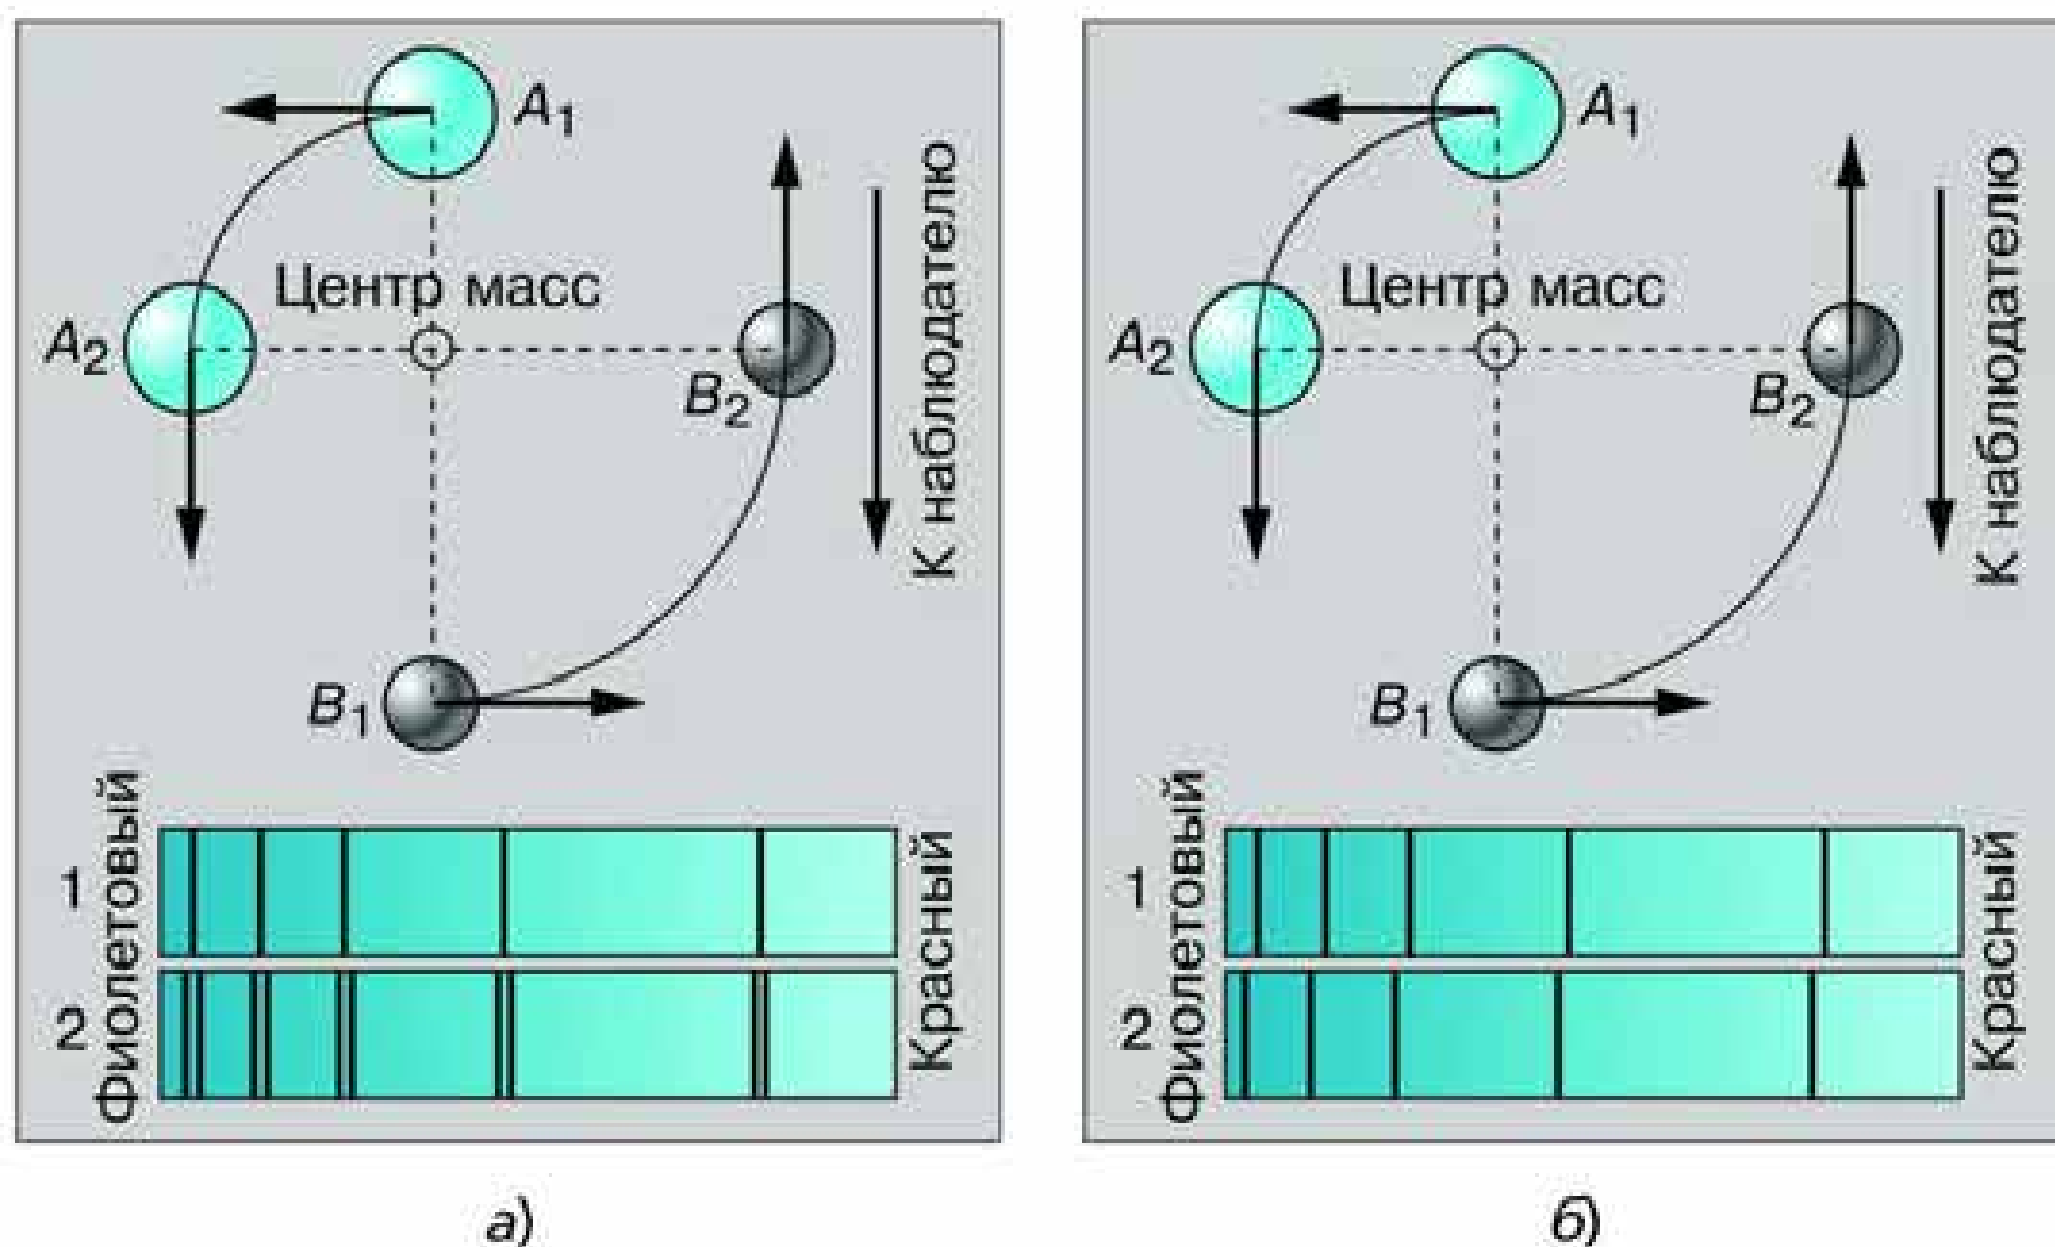 A1
К наблюдателю
Центр масс
A2
B2
B1
Фиолетовый
1
2
Красный
а)
A1
К наблюдателю
Центр масс
A2
B2
B1
Фиолетовый
1
2
Красный
б)